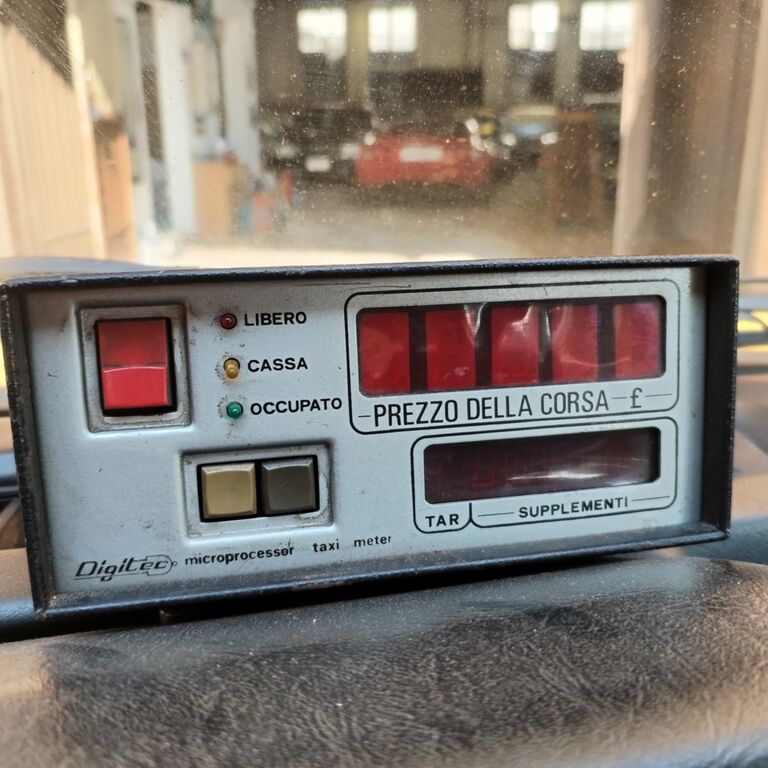 LIBERO
CASSA
OCCUPATO
PREZZO DELLA CORSA £
TAR SUPPLEMENTI
Digitec microprocessor taxi meter